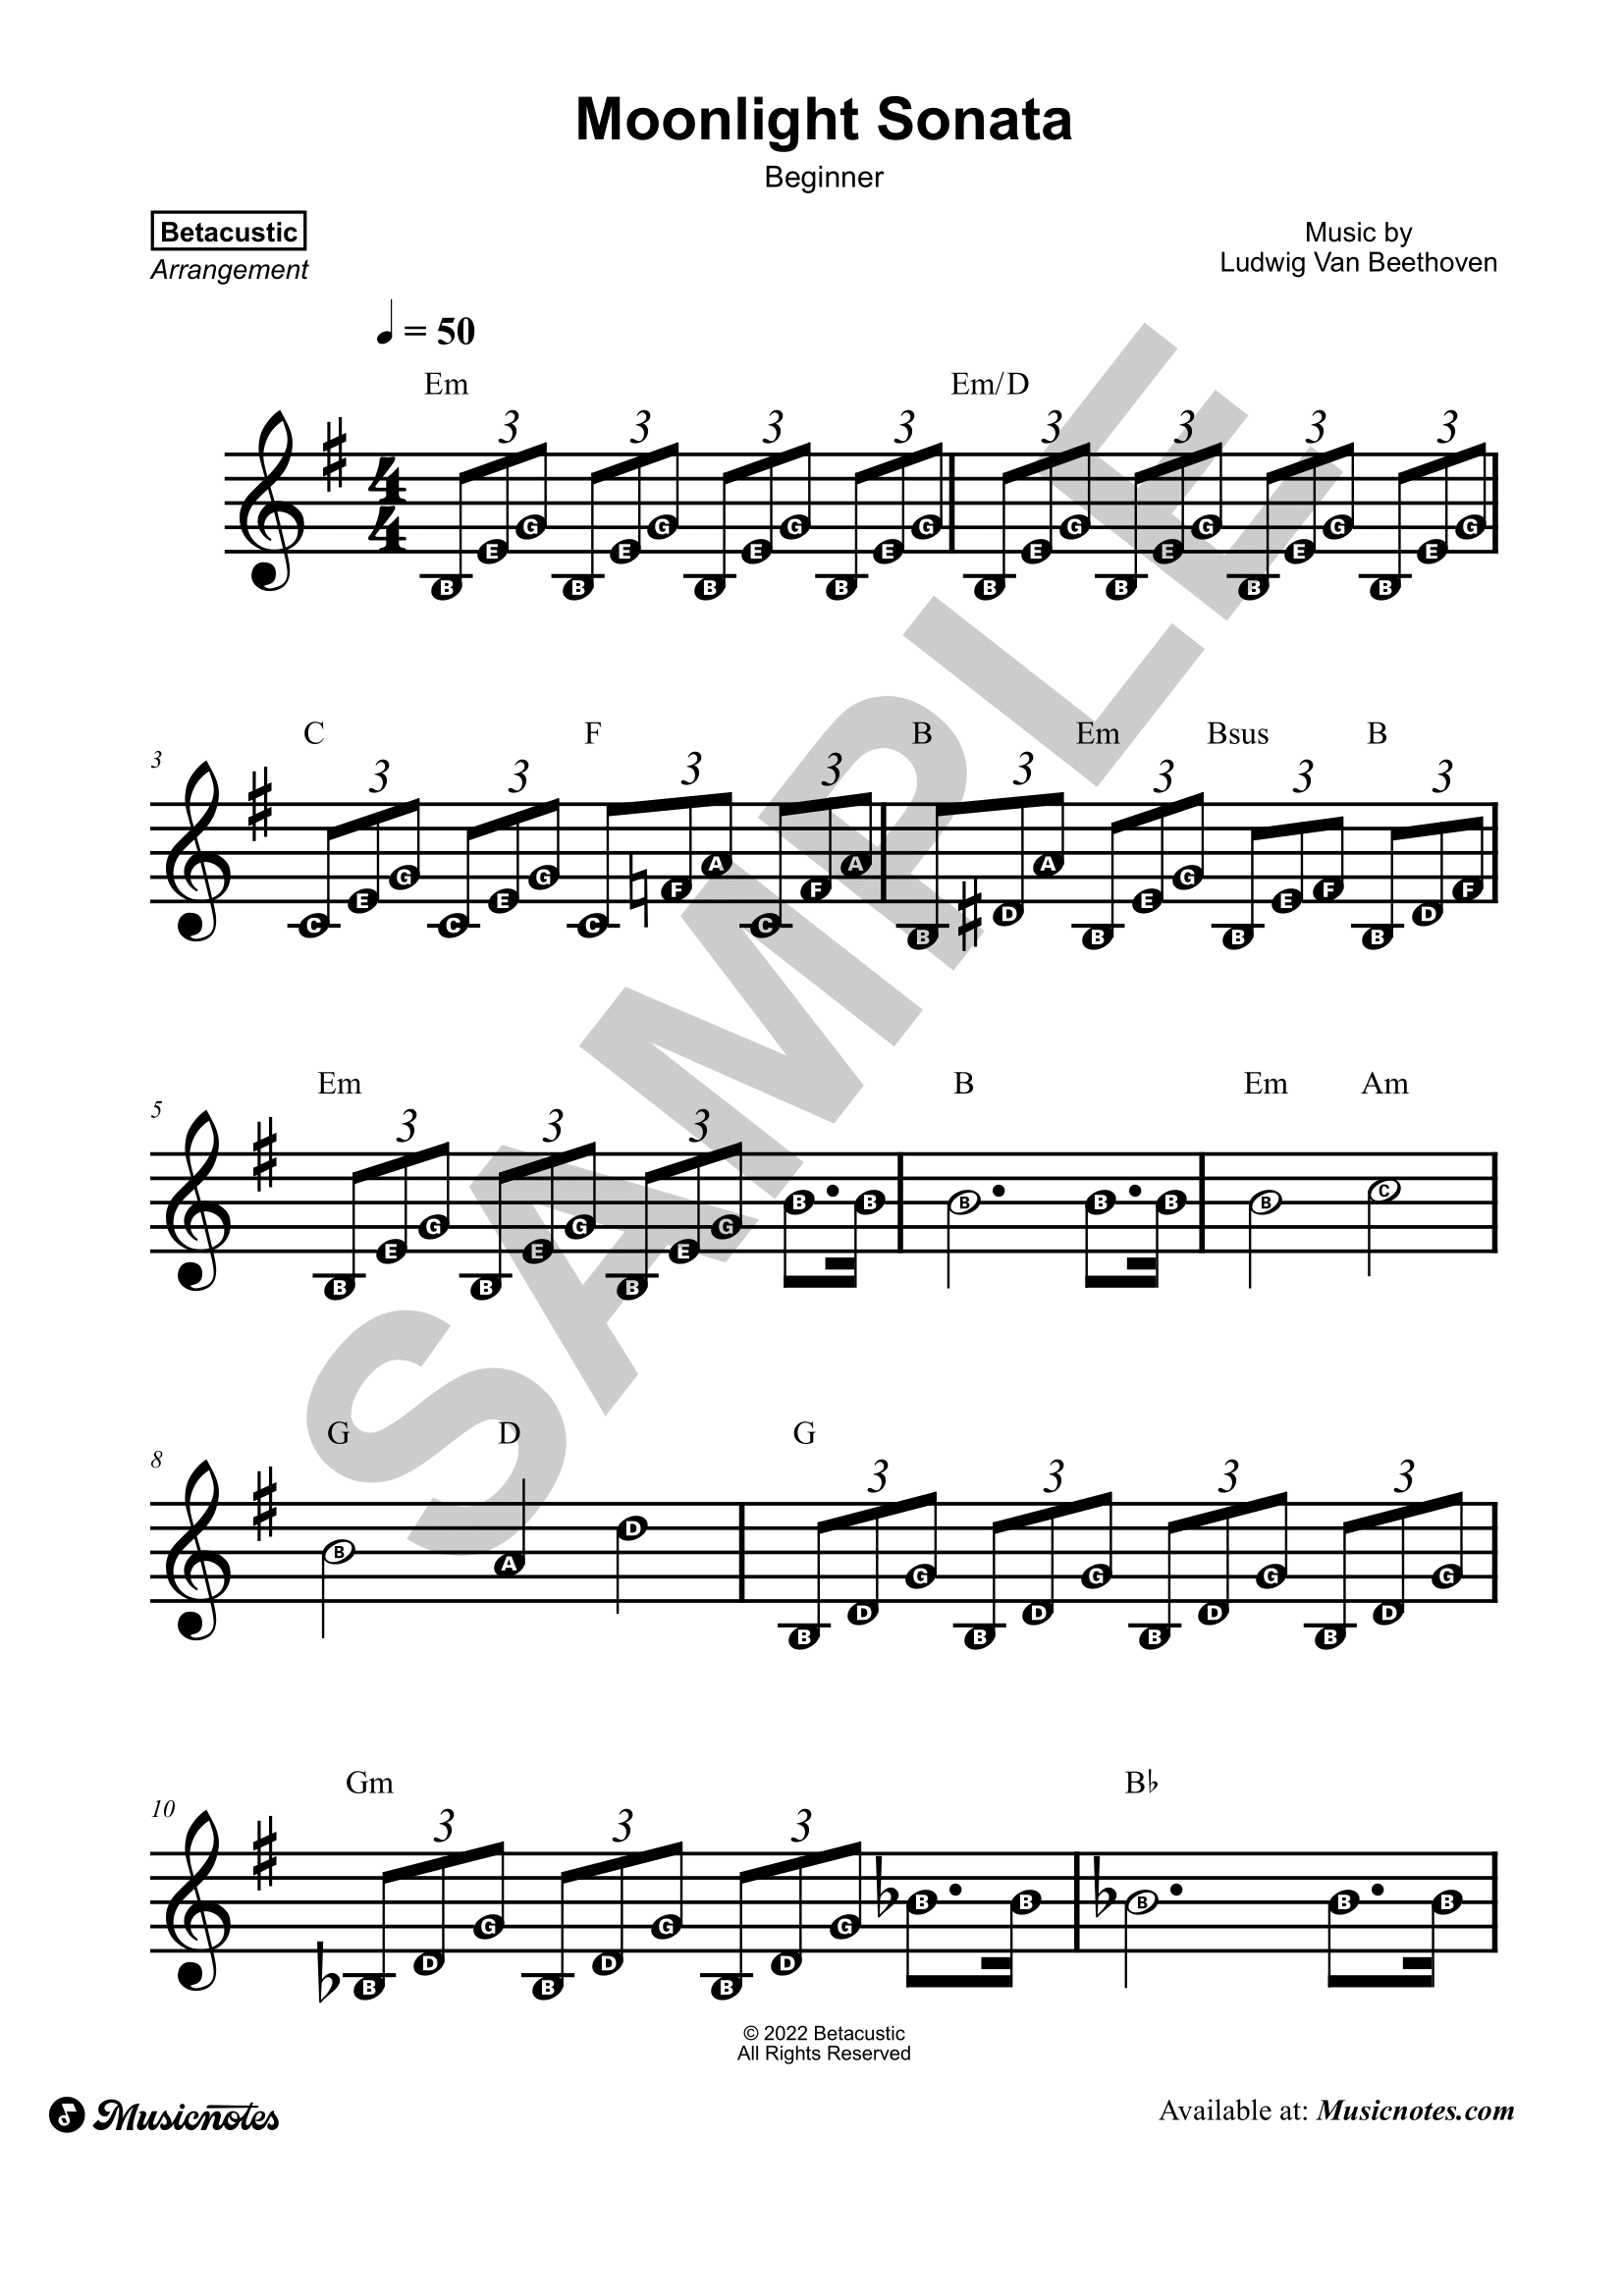 Moonlight Sonata
Beginner
Betacustic
Arrangement
Music by
Ludwig Van Beethoven
= 50
Em Em/D
3 3 3 3 3 3 3 3
4
4
B E G B E G B E G B E G B E G B E G B E G B E G
C F B Em Bsus B
3
3 3 3 3 3 3 3 3
C E G C E G C F A C F A B D A B E G B E F B D F
Em B Em Am
5
3 3 3
B E G B E G B E G B B B B B B C
G D G
8
3 3 3 3
B A D B D G B D G B D G B D G
Gm B♭
10
3 3 3
B D G B D G B D G B B B B B
SAMPLE
© 2022 Betacustic
All Rights Reserved
Musicnotes
Available at: Musicnotes.com